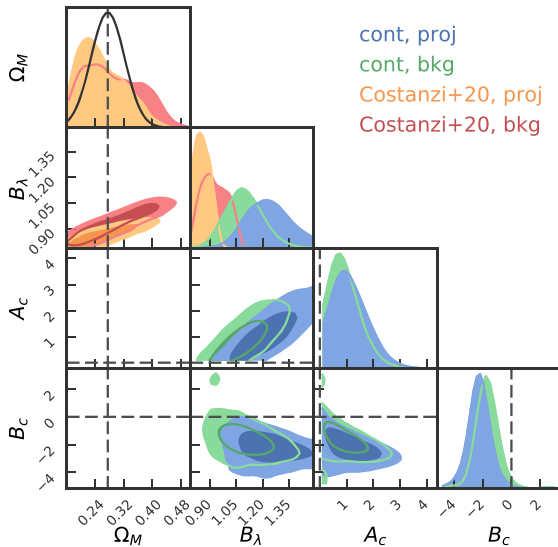 cont, proj
cont, bkg
Costanzi+20, proj
Costanzi+20, bkg
Ω_M
B_λ
1.35
1.20
1.05
0.90
A_c
4
3
2
1
B_c
2
0
−2
−4
0.24 0.32 0.40 0.48
0.90 1.05 1.20 1.35
1 2 3 4
−4 −2 0 2
Ω_M B_λ A_c B_c